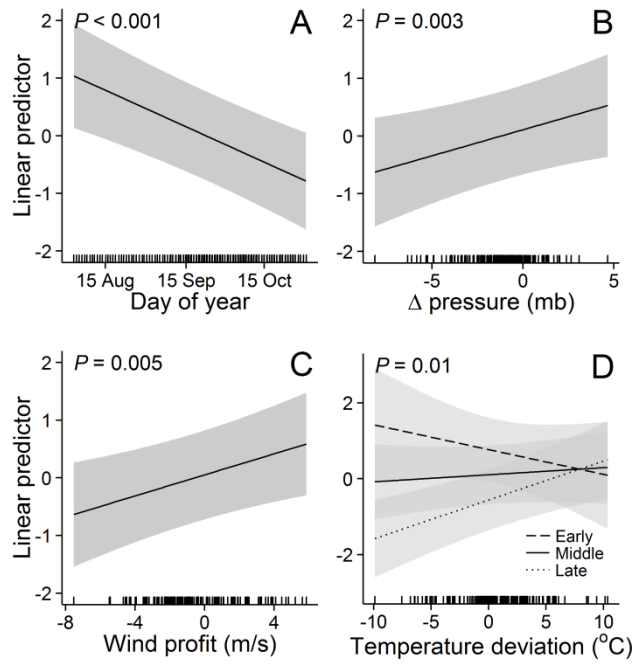 P < 0.001
A
Linear predictor
2
1
0
-1
-2
15 Aug 15 Sep 15 Oct
Day of year
P = 0.003
B
2
1
0
-1
-2
-5 0 5
Δ pressure (mb)
P = 0.005
C
Linear predictor
2
1
0
-1
-2
-8 -4 0 4
Wind profit (m/s)
P = 0.01
D
2
0
-2
Early
Middle
Late
-10 -5 0 5 10
Temperature deviation (°C)